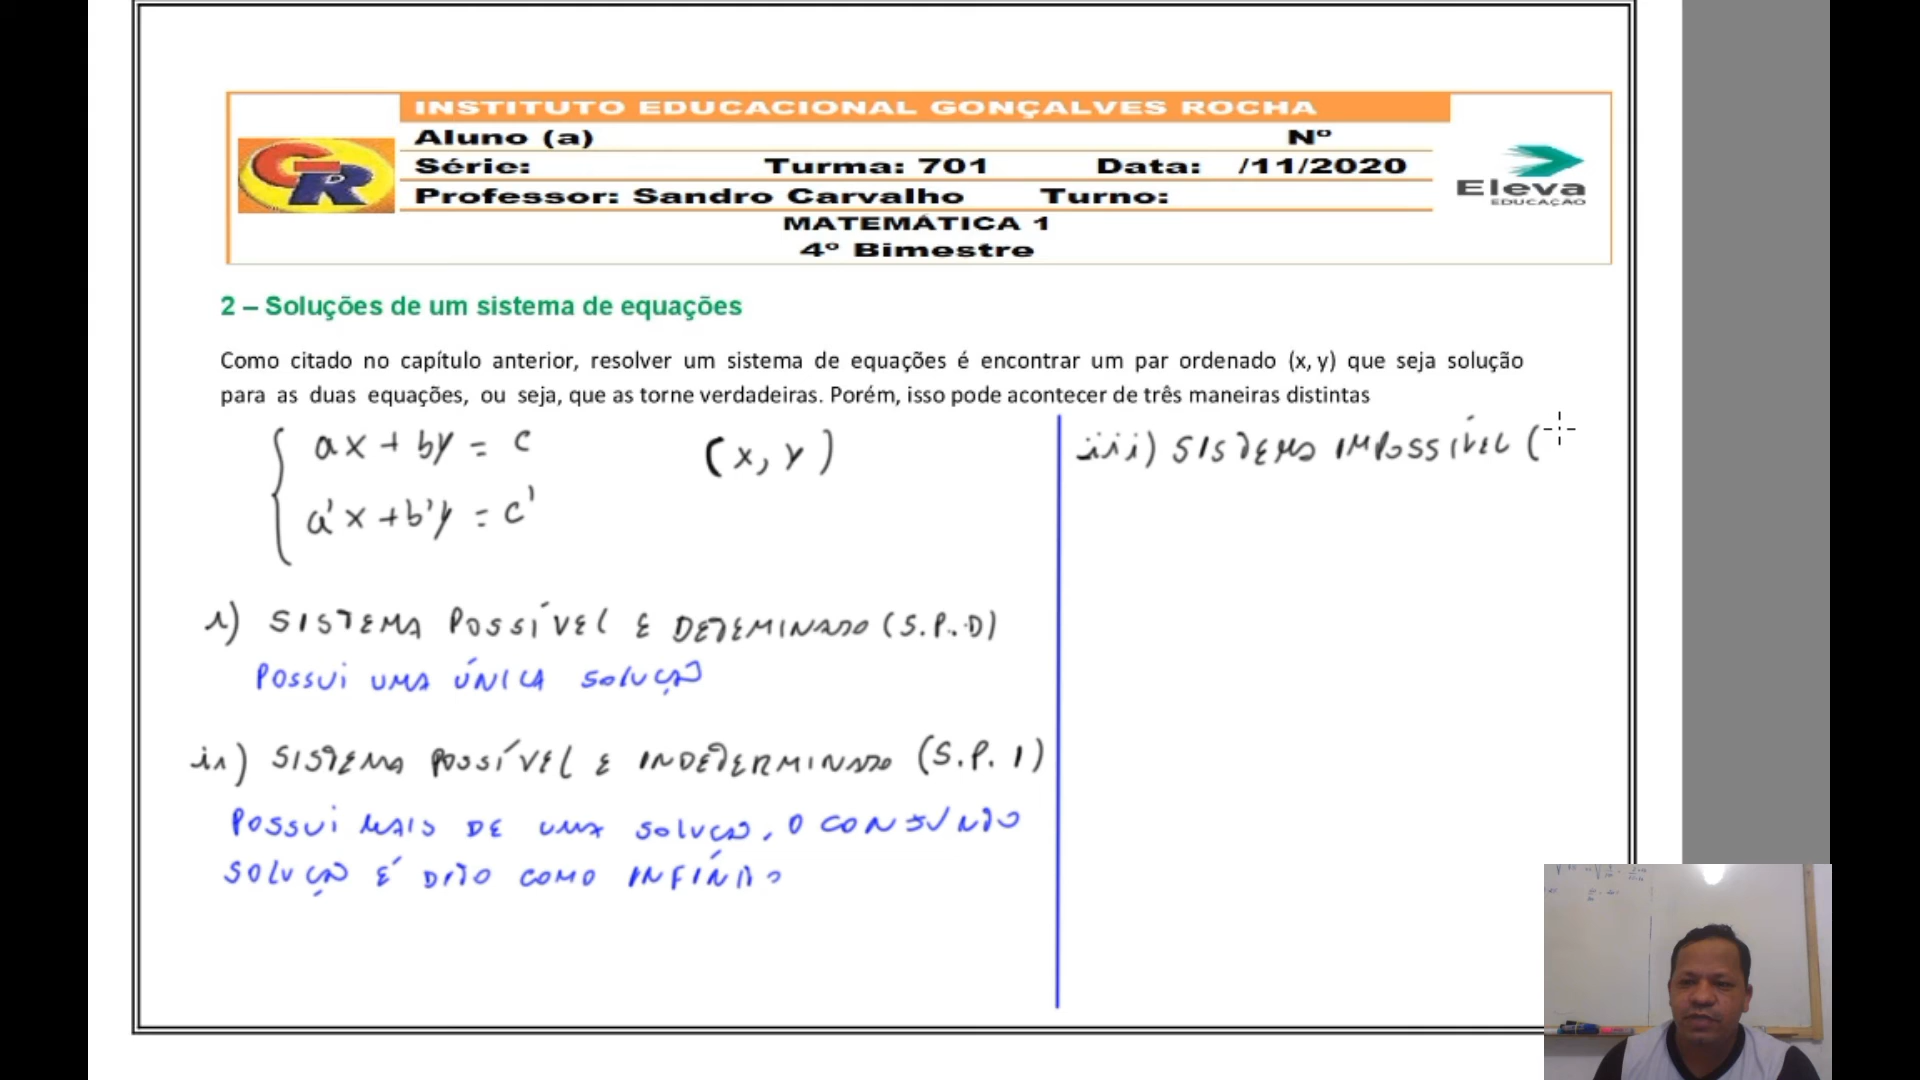 INSTITUTO EDUCACIONAL GONÇALVES ROCHA
Aluno (a) Nº
Série: Turma: 701 Data: /11/2020
Professor: Sandro Carvalho Turno:
MATEMÁTICA 1
4º Bimestre
GR
Eleva
EDUCAÇÃO
2 – Soluções de um sistema de equações
Como citado no capítulo anterior, resolver um sistema de equações é encontrar um par ordenado (x, y) que seja solução
para as duas equações, ou seja, que as torne verdadeiras. Porém, isso pode acontecer de três maneiras distintas
ax + by = c (x, y)
a'x + b'y = c'
i) SISTEMA POSSÍVEL E DETEMINADO (S.P.D)
POSSUI UMA ÚNICA SOLUÇÃO
ii) SISTEMA POSSÍVEL E INDETERMINADO (S.P.I)
POSSUI MAIS DE UMA SOLUÇÃO, O CONJUNTO
SOLUÇÃO É DITO COMO INFINITO
iii) SISTEMA IMPOSSÍVEL (